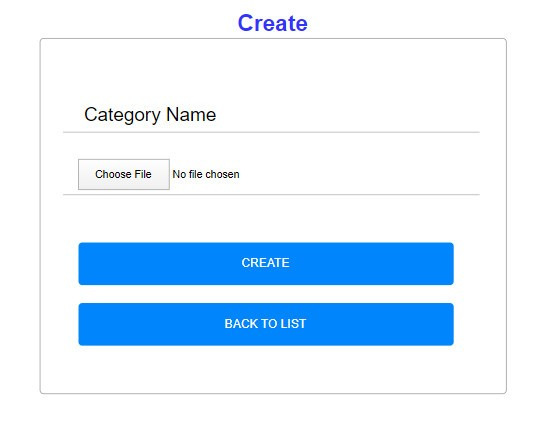 Create
Category Name
Choose File No file chosen
CREATE
BACK TO LIST